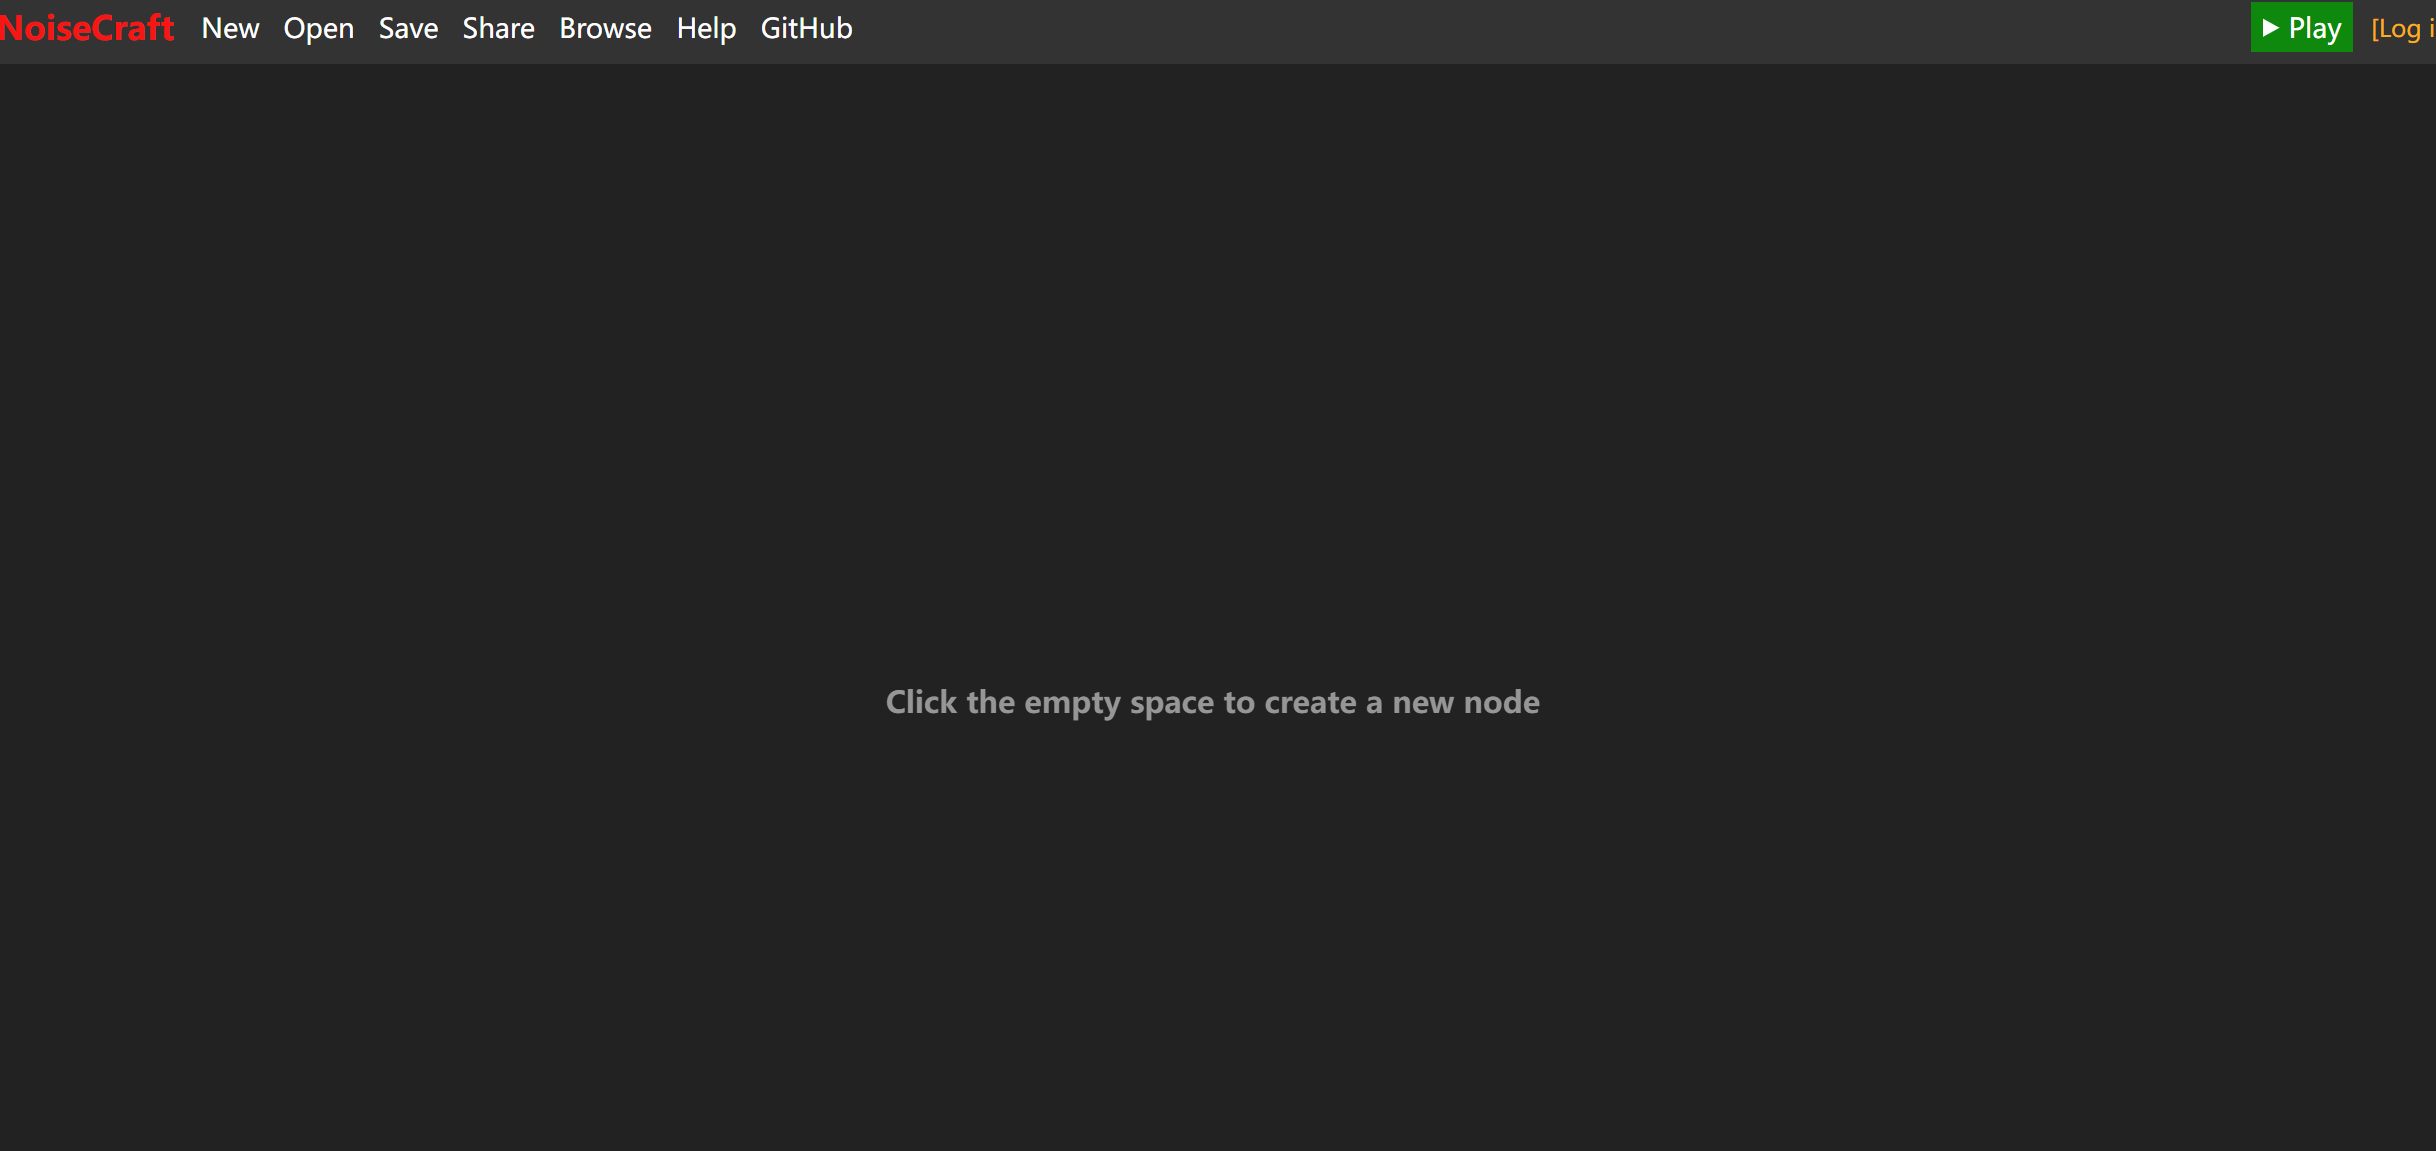 NoiseCraft New Open Save Share Browse Help GitHub ▶ Play [Log i
Click the empty space to create a new node